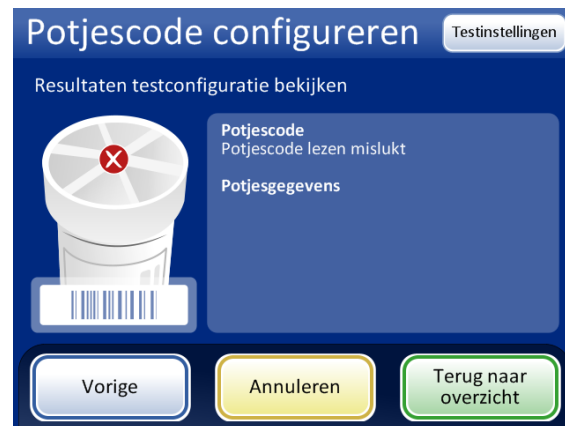 Potjescode configureren
Testinstellingen
Resultaten testconfiguratie bekijken
Potjescode
Potjescode lezen mislukt
Potjesgegevens
Vorige
Annuleren
Terug naar
overzicht